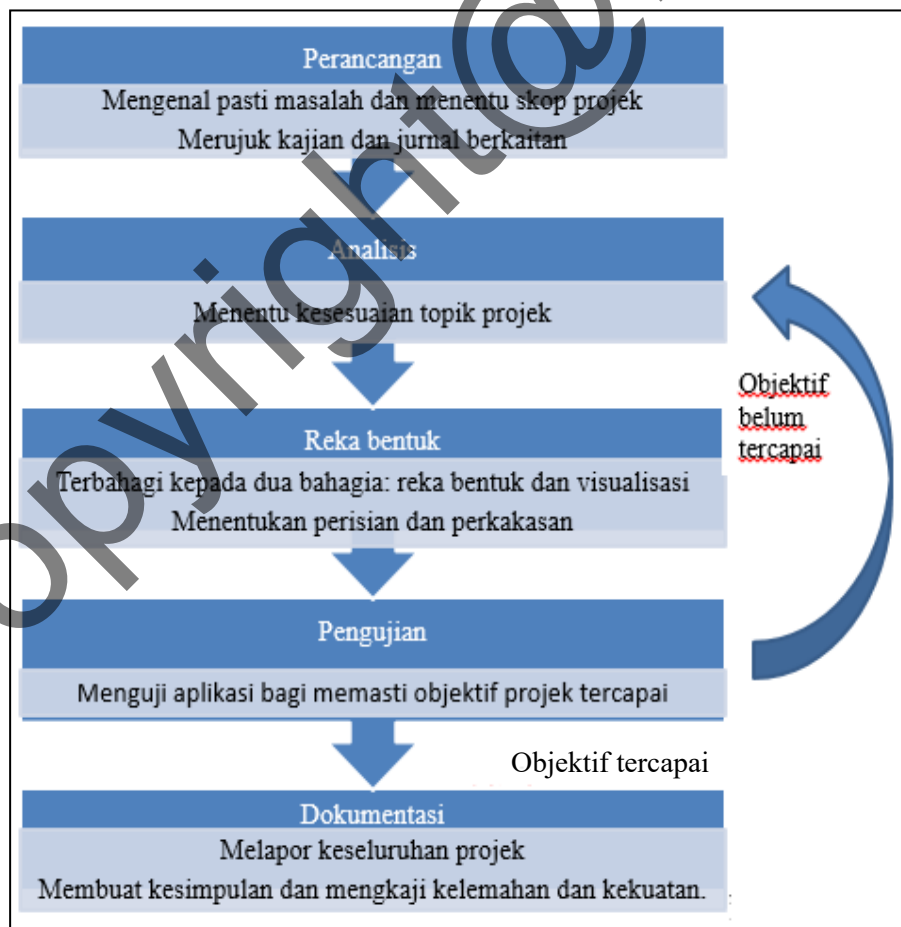 Perancangan
Mengenal pasti masalah dan menentu skop projek
Merujuk kajian dan jurnal berkaitan
Analisis
Menentu kesesuaian topik projek
Reka bentuk
Terbahagi kepada dua bahagia: reka bentuk dan visualisasi
Menentukan perisian dan perkakasan
Pengujian
Menguji aplikasi bagi memasti objektif projek tercapai
Objektif
belum
tercapai
Objektif tercapai
Dokumentasi
Melapor keseluruhan projek
Membuat kesimpulan dan mengkaji kelemahan dan kekuatan.
opyright@